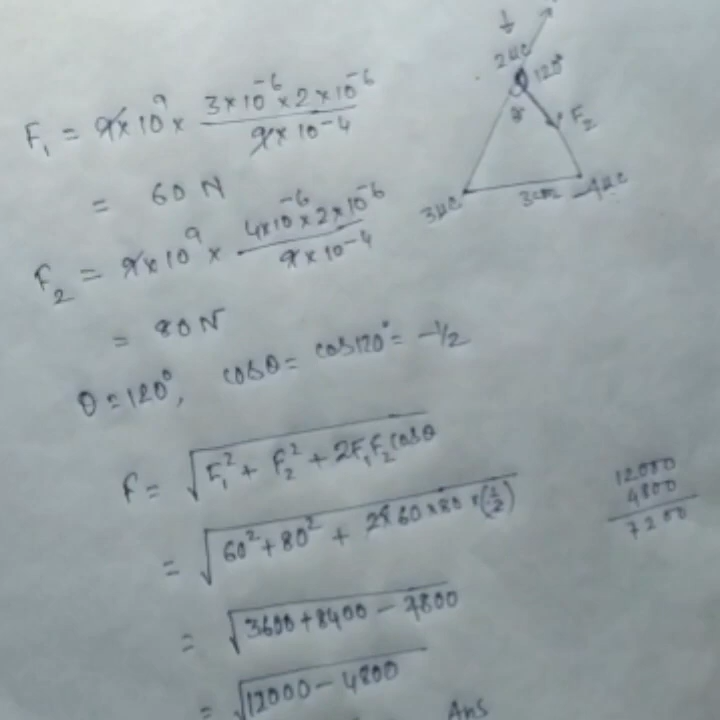 2μC
120°
F₂
3μC
3cm
-4μC
F₁ = 9×10⁹ × 3×10⁻⁶×2×10⁻⁶ / 9×10⁻⁴
= 60 N
F₂ = 9×10⁹ × 4×10⁻⁶×2×10⁻⁶ / 9×10⁻⁴
= 80 N
θ = 120°, cosθ = cos120° = -1/2
F = √F₁² + F₂² + 2F₁F₂cosθ
= √60² + 80² + 2×60×80×(-1/2)
= √3600 + 8400 - 4800
= √12000 - 4800
12000
4800
7200
Ans